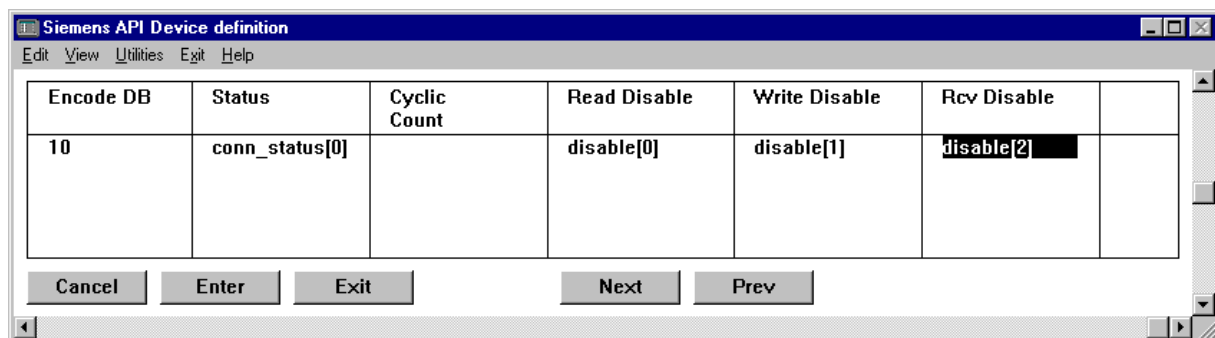 Siemens API Device definition
Edit View Utilities Exit Help
Encode DB Status Cyclic Count Read Disable Write Disable Rcv Disable
10 conn_status[0] disable[0] disable[1] disable[2]
Cancel Enter Exit Next Prev